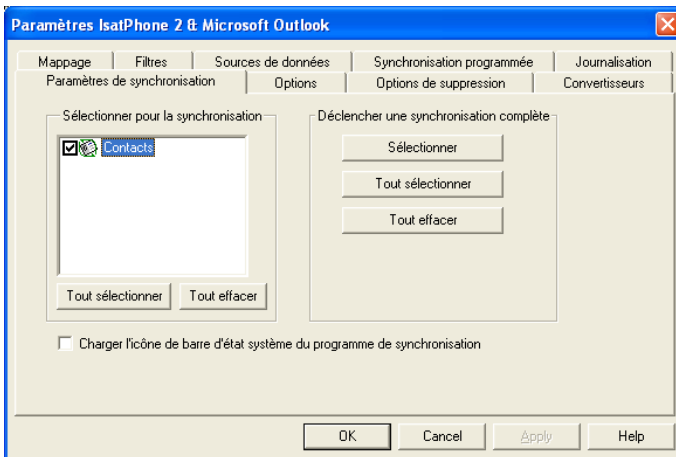 Paramètres IsatPhone 2 & Microsoft Outlook
Mappage Filtres Sources de données Synchronisation programmée Journalisation
Paramètres de synchronisation Options Options de suppression Convertisseurs
Sélectionner pour la synchronisation Déclencher une synchronisation complète
Contacts Sélectionner
Tout sélectionner
Tout effacer
Tout sélectionner Tout effacer
Charger l'icône de barre d'état système du programme de synchronisation
OK Cancel Apply Help